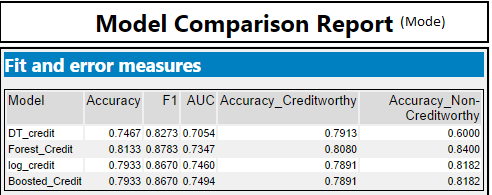 Model Comparison Report (Mode)
Fit and error measures
Model Accuracy F1 AUC Accuracy_Creditworthy Accuracy_Non-Creditworthy
DT_credit 0.7467 0.8273 0.7054 0.7913 0.6000
Forest_Credit 0.8133 0.8783 0.7347 0.8080 0.8400
log_credit 0.7933 0.8670 0.7460 0.7891 0.8182
Boosted_Credit 0.7933 0.8670 0.7494 0.7891 0.8182